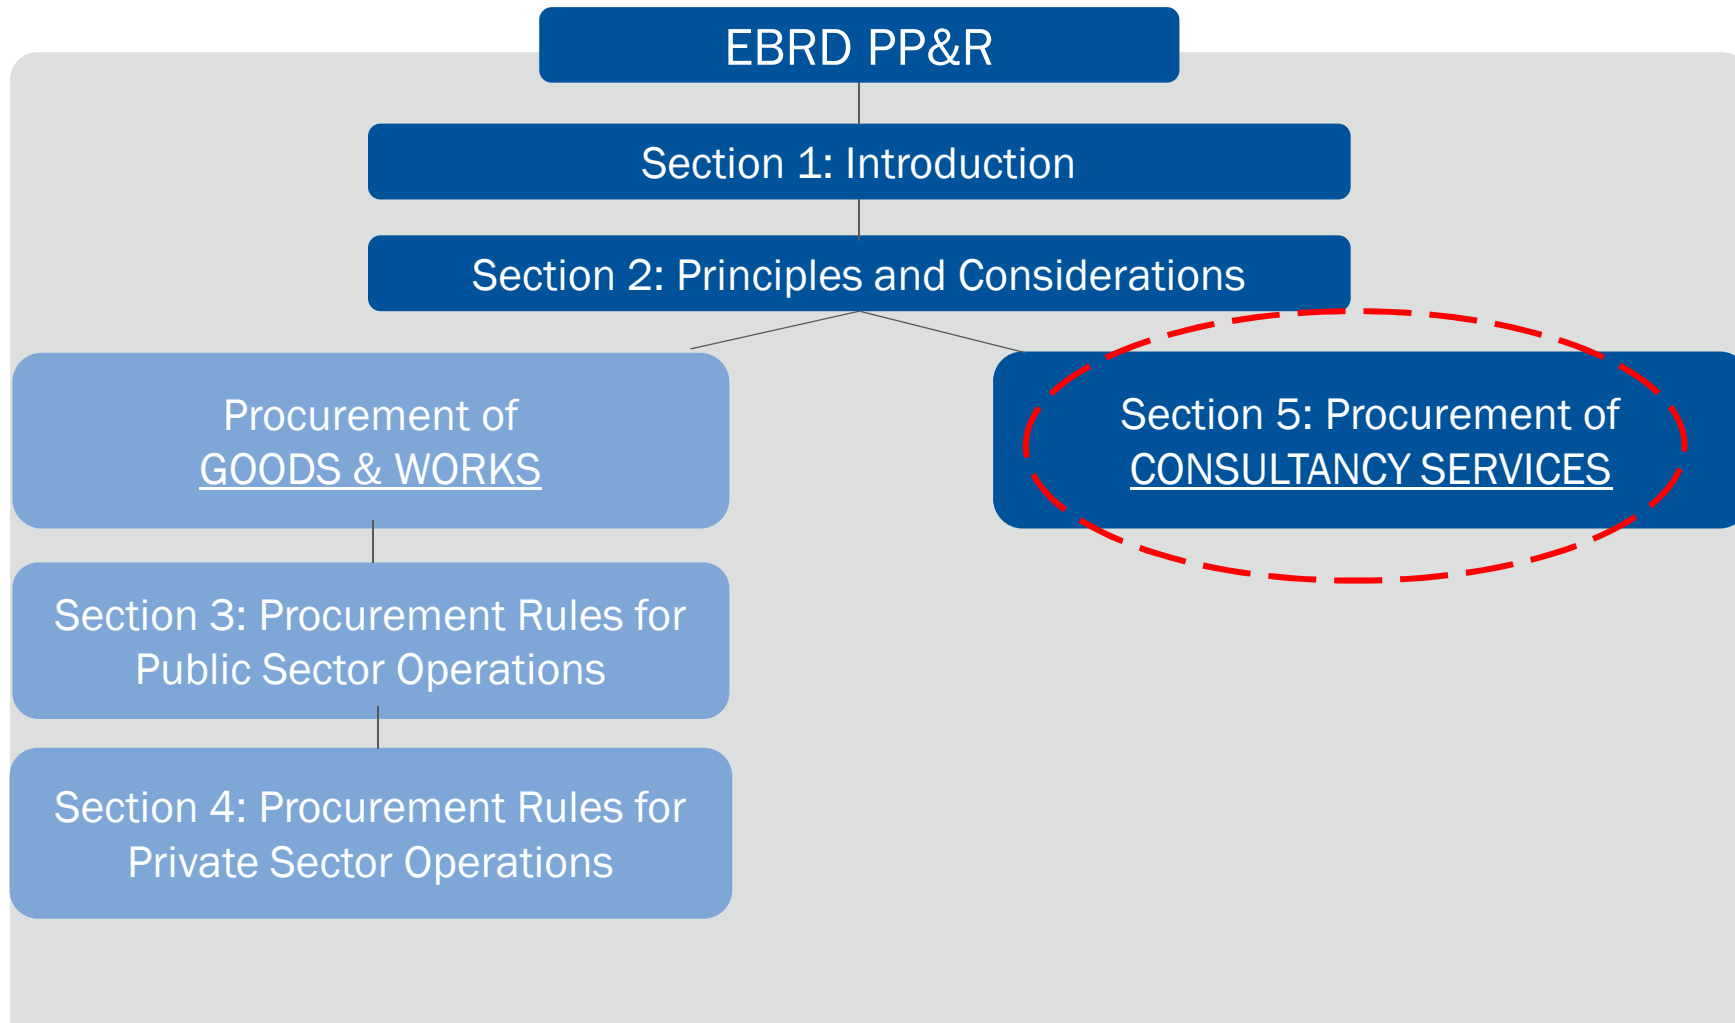 EBRD PP&R
Section 1: Introduction
Section 2: Principles and Considerations
Procurement of
GOODS & WORKS
Section 5: Procurement of
CONSULTANCY SERVICES
Section 3: Procurement Rules for
Public Sector Operations
Section 4: Procurement Rules for
Private Sector Operations